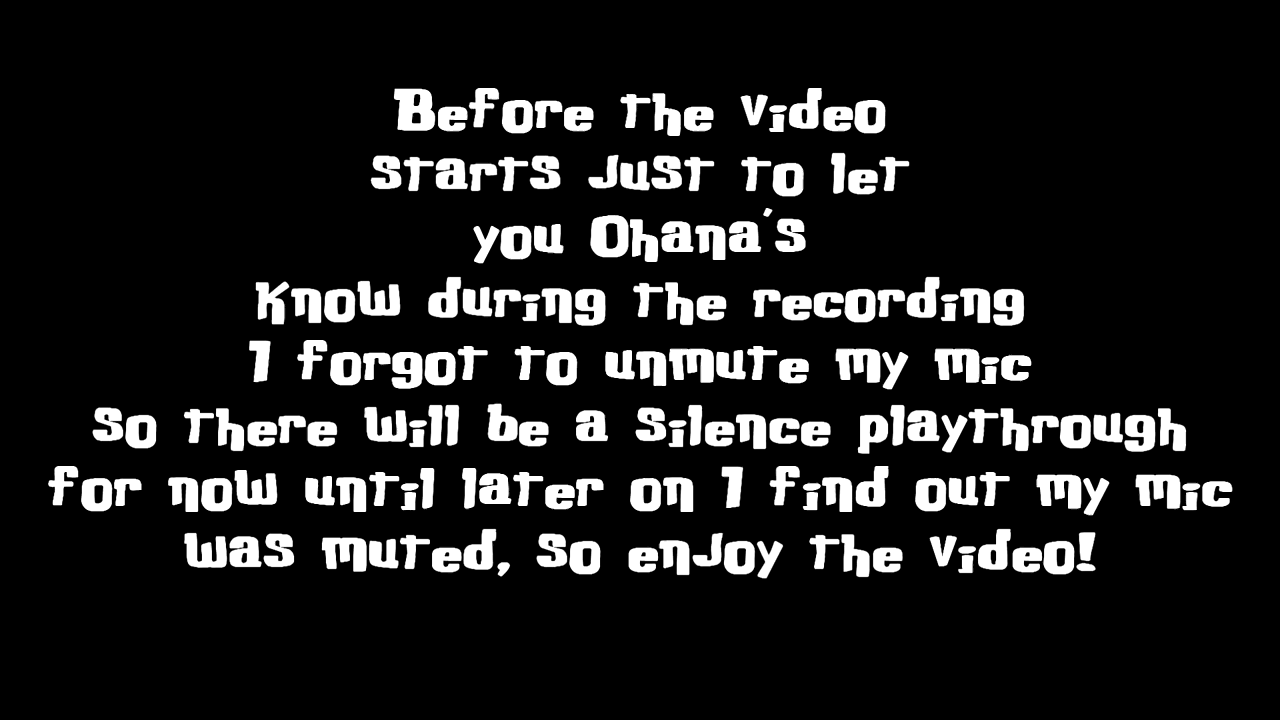 Before the video
starts just to let
you Ohana's
Know during the recording
I forgot to unmute my mic
so there will be a silence playthrough
for now until later on I find out my mic
was muted, so enjoy the video!